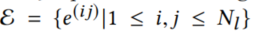 ℰ = {e^(ij)|1 ≤ i, j ≤ N_l}